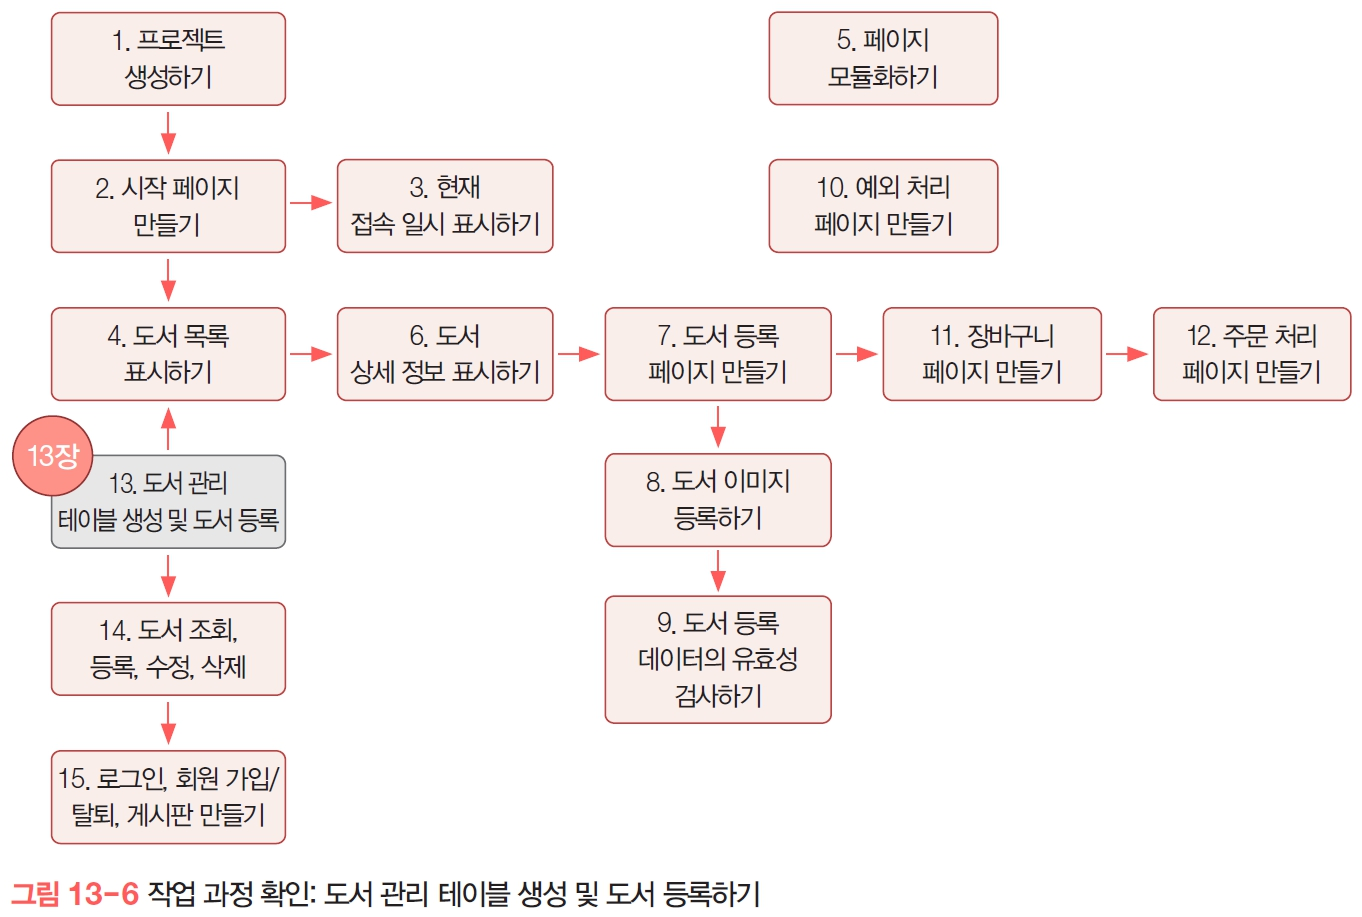 1. 프로젝트
생성하기
5. 페이지
모듈화하기
2. 시작 페이지
만들기
3. 현재
접속 일시 표시하기
10. 예외 처리
페이지 만들기
4. 도서 목록
표시하기
6. 도서
상세 정보 표시하기
7. 도서 등록
페이지 만들기
11. 장바구니
페이지 만들기
12. 주문 처리
페이지 만들기
13장
13. 도서 관리
테이블 생성 및 도서 등록
8. 도서 이미지
등록하기
14. 도서 조회,
등록, 수정, 삭제
9. 도서 등록
데이터의 유효성
검사하기
15. 로그인, 회원 가입/
탈퇴, 게시판 만들기
그림 13-6 작업 과정 확인: 도서 관리 테이블 생성 및 도서 등록하기